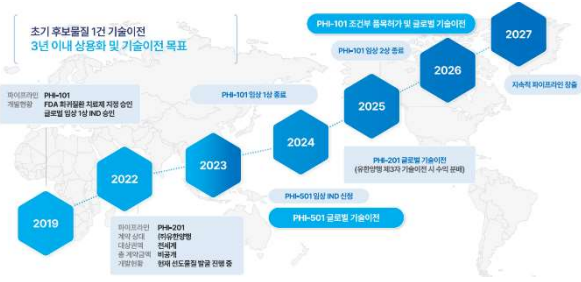 초기 후보물질 1건 기술이전
3년 이내 상용화 및 기술이전 목표
PHI-101 조건부 품목허가 및 글로벌 기술이전
2027
PHI-101 임상 2상 종료
2026
지속적 파이프라인 창출
파이프라인 PHI-101
개발현황 FDA 희귀질환 치료제 지정 승인
글로벌 임상 1상 IND 승인
PHI-101 임상 1상 종료
2025
2024
PHI-201 글로벌 기술이전
(유한양행 제3자 기술이전 시 수익 분배)
2023
2022
PHI-501 임상 IND 신청
PHI-501 글로벌 기술이전
2019
파이프라인 PHI-201
계약 상대 (주)유한양행
대상권역 전세계
총 계약금액 비공개
개발현황 현재 선도물질 발굴 진행 중